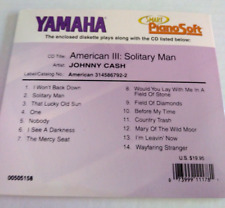 YAMAHA
Smart PianoSoft
The enclosed diskette plays along with the CD listed below:
CD Title: American III: Solitary Man
Artist: JOHNNY CASH
Label/Catalog No.: American 314586792-2
1. I Won't Back Down
2. Solitary Man
3. That Lucky Old Sun
4. One
5. Nobody
6. I See A Darkness
7. The Mercy Seat
8. Would You Lay With Me In A
Field Of Stone
9. Field Of Diamonds
10. Before My Time
11. Country Trash
12. Mary Of The Wild Moor
13. I'm Leavin' Now
14. Wayfaring Stranger
00505158
U.S. $19.95
73999 11178